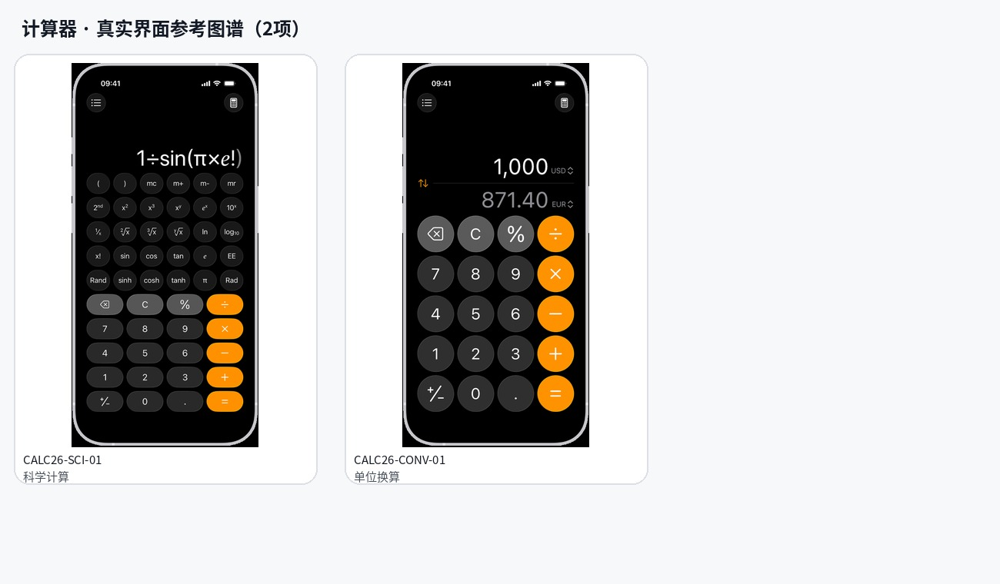 计算器 · 真实界面参考图谱（2项）
09:41
1÷sin(π×e!)
( ) mc m+ m- mr
2ⁿᵈ x² x³ xʸ eˣ 10ˣ
¹/ₓ ²√x ³√x ʸ√x ln log₁₀
x! sin cos tan e EE
Rand sinh cosh tanh π Rad
C % ÷
7 8 9 ×
4 5 6 −
1 2 3 +
+/− 0 . =
CALC26-SCI-01
科学计算
09:41
1,000 USD
871.40 EUR
C % ÷
7 8 9 ×
4 5 6 −
1 2 3 +
+/− 0 . =
CALC26-CONV-01
单位换算